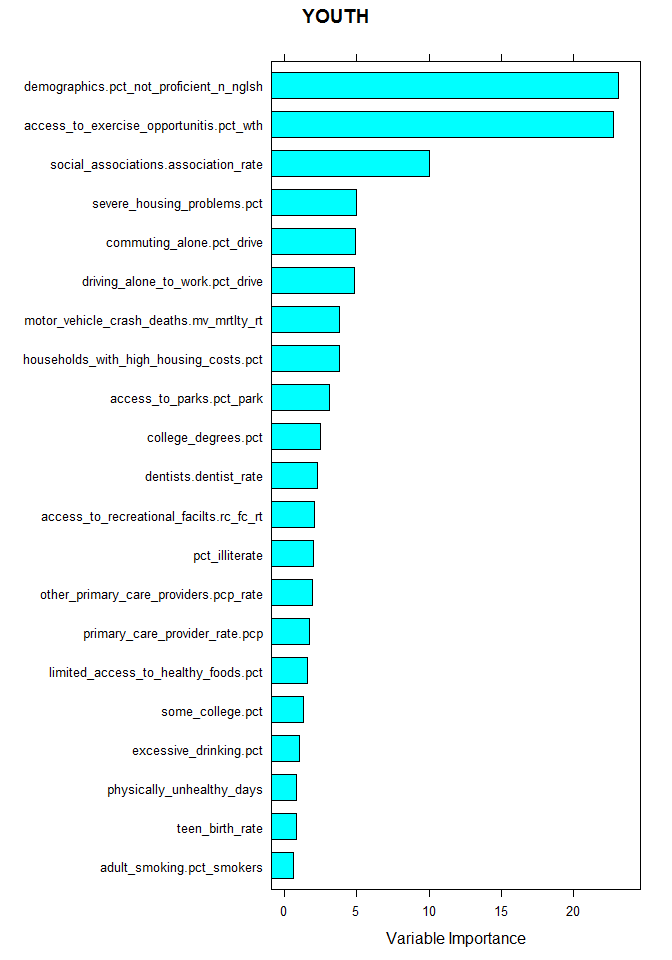 YOUTH
demographics.pct_not_proficient_n_nglsh
access_to_exercise_opportunitis.pct_wth
social_associations.association_rate
severe_housing_problems.pct
commuting_alone.pct_drive
driving_alone_to_work.pct_drive
motor_vehicle_crash_deaths.mv_mrtlty_rt
households_with_high_housing_costs.pct
access_to_parks.pct_park
college_degrees.pct
dentists.dentist_rate
access_to_recreational_facilts.rc_fc_rt
pct_illiterate
other_primary_care_providers.pcp_rate
primary_care_provider_rate.pcp
limited_access_to_healthy_foods.pct
some_college.pct
excessive_drinking.pct
physically_unhealthy_days
teen_birth_rate
adult_smoking.pct_smokers
0 5 10 15 20
Variable Importance